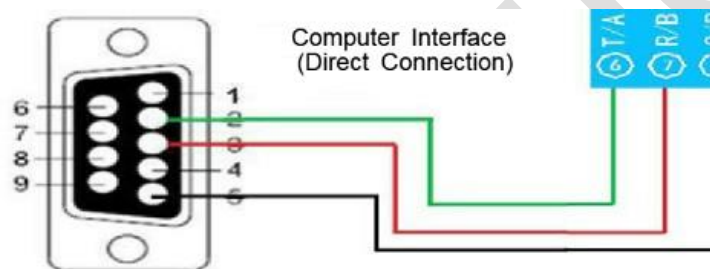 Computer Interface
(Direct Connection)
T/A
R/B
6
7
1
2
3
4
5
6
7
8
9